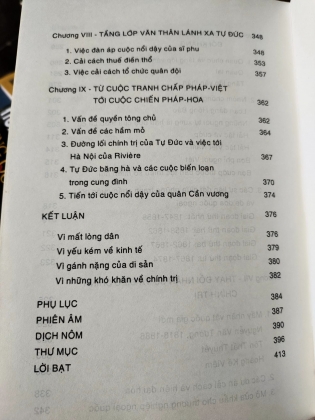 Chương VIII - TẦNG LỚP VĂN THÂN LÁNH XA TỰ ĐỨC 348
1. Việc đàn áp cuộc nổi dậy của sĩ phu 348
2. Cải cách thuế điền thổ 353
3. Việc cải cách tổ chức quân đội 357
Chương IX - TỪ CUỘC TRANH CHẤP PHÁP-VIỆT
TỚI CUỘC CHIẾN PHÁP-HOA 362
1. Vấn đề quyền tông chủ 362
2. Vấn đề các hầm mỏ 364
3. Đường lối chính trị của Tự Đức và việc tới
Hà Nội của Rivière 367
4. Tự Đức băng hà và các cuộc biến loạn
trong cung đình 370
5. Tiến tới cuộc nổi dậy của quân Cần vương 374
KẾT LUẬN 376
Vì mất lòng dân 376
Vì yếu kém về kinh tế 379
Vì gánh nặng của di sản 380
Vì những khó khăn về chính trị 382
PHỤ LỤC 384
PHIÊN ÂM 387
DỊCH NÔM 390
THƯ MỤC 396
LỜI BẠT 413